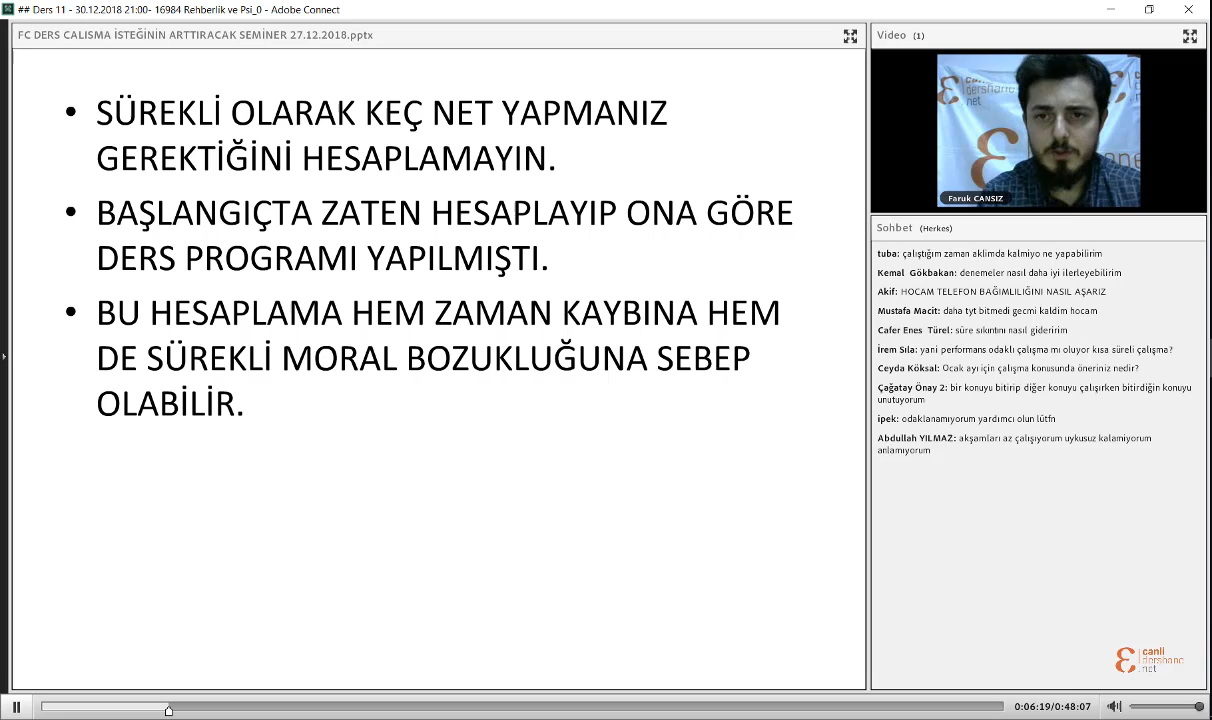 ## Ders 11 - 30.12.2018 21:00- 16984 Rehberlik ve Psi_0 - Adobe Connect
FC DERS CALISMA İSTEĞİNİN ARTTIRACAK SEMİNER 27.12.2018.pptx
• SÜREKLİ OLARAK KEÇ NET YAPMANIZ
GEREKTİĞİNİ HESAPLAMAYIN.
• BAŞLANGIÇTA ZATEN HESAPLAYIP ONA GÖRE
DERS PROGRAMI YAPILMIŞTI.
• BU HESAPLAMA HEM ZAMAN KAYBINA HEM
DE SÜREKLİ MORAL BOZUKLUĞUNA SEBEP
OLABİLİR.
Video (1)
canlı
dershane
.net
Faruk CANSIZ
Sohbet (Herkes)
tuba: çalıştığım zaman aklimda kalmiyo ne yapabilirim
Kemal Gökbakan: denemeler nasıl daha iyi ilerleyebilirim
Akif: HOCAM TELEFON BAĞIMLILIĞINI NASIL AŞARIZ
Mustafa Macit: daha tyt bitmedi gecmi kaldim hocam
Cafer Enes Türel: süre sıkıntını nasıl gideririm
İrem Sıla: yani performans odaklı çalışma mı oluyor kısa süreli çalışma?
Ceyda Köksal: Ocak ayı için çalışma konusunda öneriniz nedir?
Çağatay Önay 2: bir konuyu bitirip diğer konuyu çalışırken bitirdiğin konuyu
unutuyorum
ipek: odaklanamıyorum yardımcı olun lütfn
Abdullah YILMAZ: akşamları az çalışıyorum uykusuz kalamiyorum
anlamıyorum
canli
dershane
.net
0:06:19/0:48:07